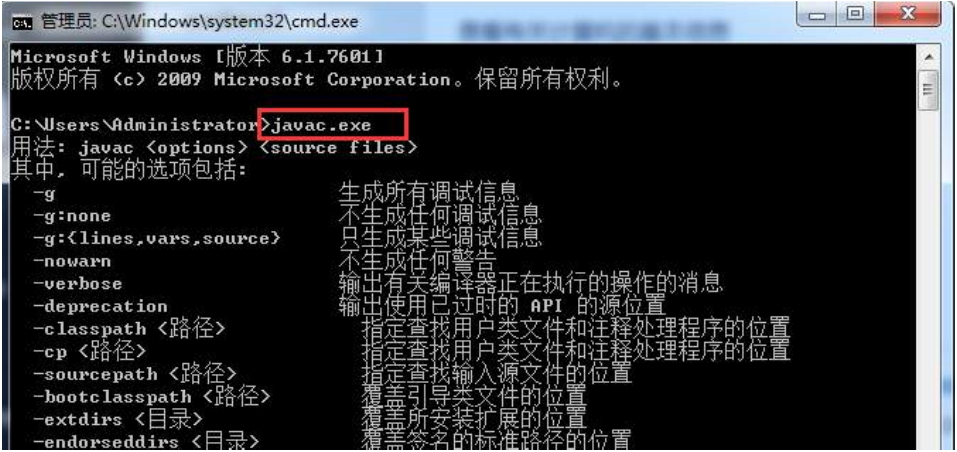 管理员: C:\Windows\system32\cmd.exe
Microsoft Windows [版本 6.1.7601]
版权所有 (c) 2009 Microsoft Corporation。保留所有权利。
C:\Users\Administrator>javac.exe
用法: javac <options> <source files>
其中，可能的选项包括:
-g 生成所有调试信息
-g:none 不生成任何调试信息
-g:{lines,vars,source} 只生成某些调试信息
-nowarn 不生成任何警告
-verbose 输出有关编译器正在执行的操作的消息
-deprecation 输出使用已过时的 API 的源位置
-classpath <路径> 指定查找用户类文件和注释处理程序的位置
-cp <路径> 指定查找用户类文件和注释处理程序的位置
-sourcepath <路径> 指定查找输入源文件的位置
-bootclasspath <路径> 覆盖引导类文件的位置
-extdirs <目录> 覆盖所安装扩展的位置
-endorseddirs <目录> 覆盖签名的标准路径的位置